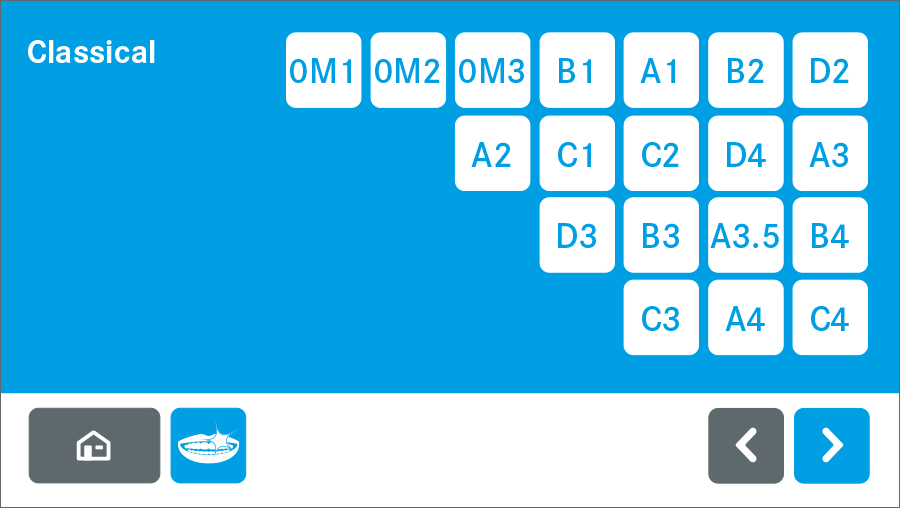 Classical
0M1 0M2 0M3 B1 A1 B2 D2
A2 C1 C2 D4 A3
D3 B3 A3.5 B4
C3 A4 C4